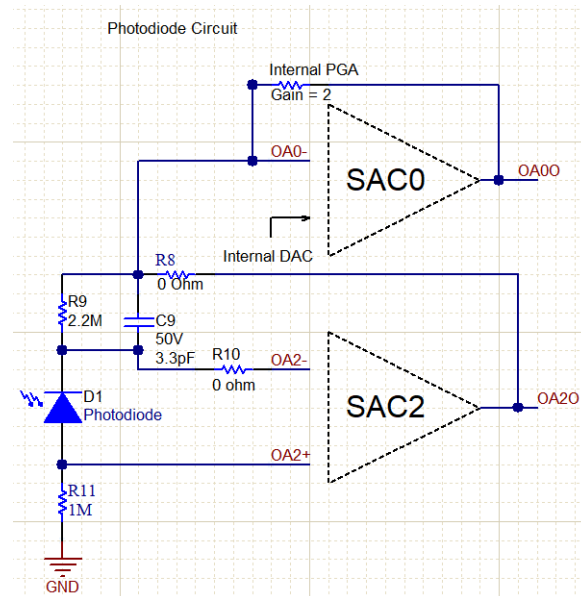 Photodiode Circuit
Internal PGA
Gain = 2
OA0-
SAC0
OA0O
Internal DAC
R8
0 Ohm
R9
2.2M
C9
50V
3.3pF
R10
0 ohm
OA2-
D1
Photodiode
SAC2
OA2O
OA2+
R11
1M
GND